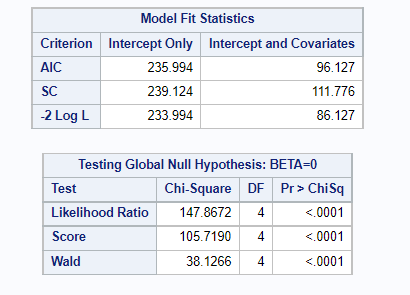 Model Fit Statistics
Criterion Intercept Only Intercept and Covariates
AIC 235.994 96.127
SC 239.124 111.776
-2 Log L 233.994 86.127
Testing Global Null Hypothesis: BETA=0
Test Chi-Square DF Pr > ChiSq
Likelihood Ratio 147.8672 4 <.0001
Score 105.7190 4 <.0001
Wald 38.1266 4 <.0001